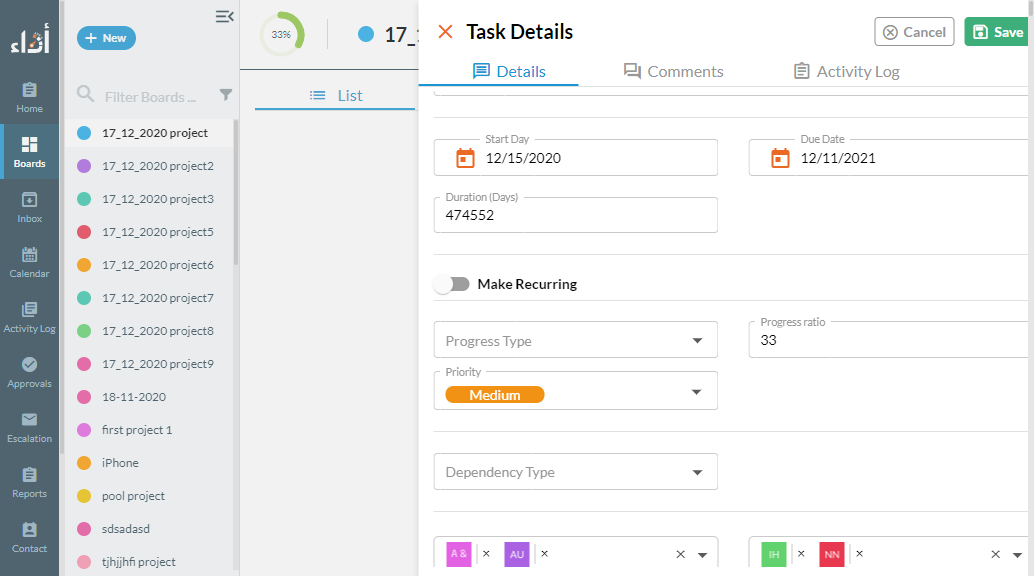 أداء
Home
Boards
Inbox
Calendar
Activity Log
Approvals
Escalation
Reports
Contact
+ New
Filter Boards ...
17_12_2020 project
17_12_2020 project2
17_12_2020 project3
17_12_2020 project5
17_12_2020 project6
17_12_2020 project7
17_12_2020 project8
17_12_2020 project9
18-11-2020
first project 1
iPhone
pool project
sdsadasd
tjhjjhfi project
33%
17_
List
Task Details
Cancel
Save
Details
Comments
Activity Log
Start Day
12/15/2020
Due Date
12/11/2021
Duration (Days)
474552
Make Recurring
Progress Type
Progress ratio
33
Priority
Medium
Dependency Type
A & × AU ×
IH × NN ×